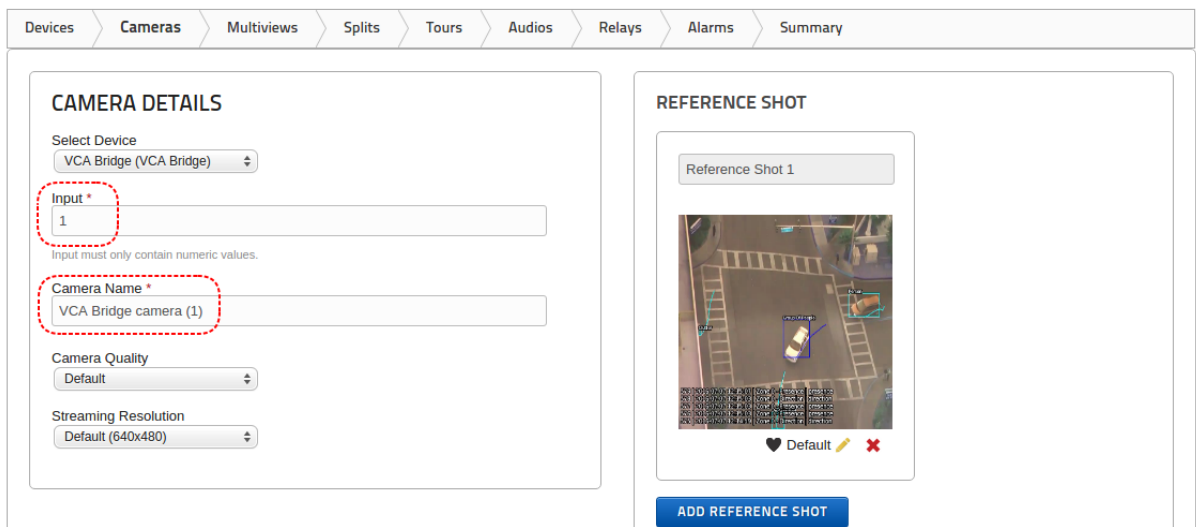 Devices Cameras Multiviews Splits Tours Audios Relays Alarms Summary
CAMERA DETAILS
Select Device
VCA Bridge (VCA Bridge)
Input *
1
Input must only contain numeric values.
Camera Name *
VCA Bridge camera (1)
Camera Quality
Default
Streaming Resolution
Default (640x480)
REFERENCE SHOT
Reference Shot 1
Default
ADD REFERENCE SHOT